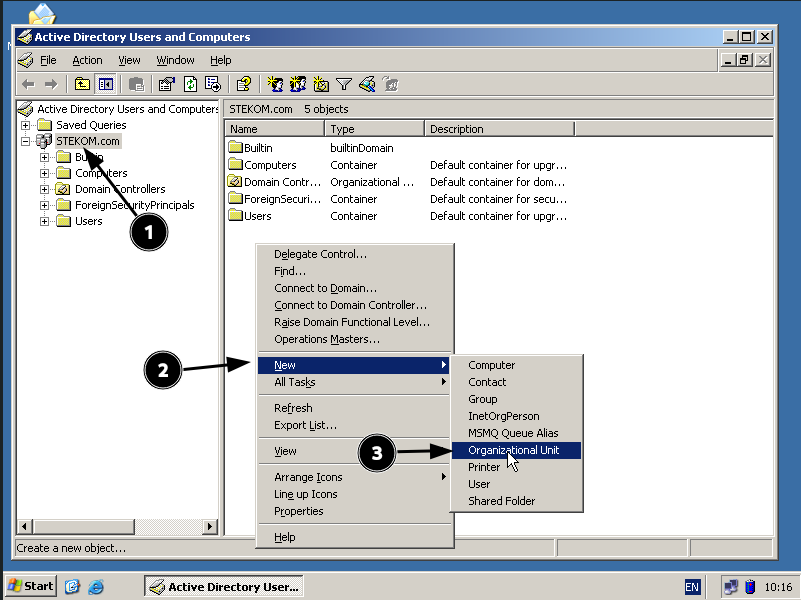 Active Directory Users and Computers
File Action View Window Help
Active Directory Users and Computers
Saved Queries
STEKOM.com
Builtin
Computers
Domain Controllers
ForeignSecurityPrincipals
Users
STEKOM.com 5 objects
Name Type Description
Builtin builtinDomain
Computers Container Default container for upgr...
Domain Contr... Organizational ... Default container for dom...
ForeignSecuri... Container Default container for secu...
Users Container Default container for upgr...
1
Delegate Control...
Find...
Connect to Domain...
Connect to Domain Controller...
Raise Domain Functional Level...
Operations Masters...
2
New
All Tasks
Refresh
Export List...
View
Arrange Icons
Line up Icons
Properties
Help
Computer
Contact
Group
InetOrgPerson
MSMQ Queue Alias
3
Organizational Unit
Printer
User
Shared Folder
Create a new object...
Start Active Directory User... EN 10:16